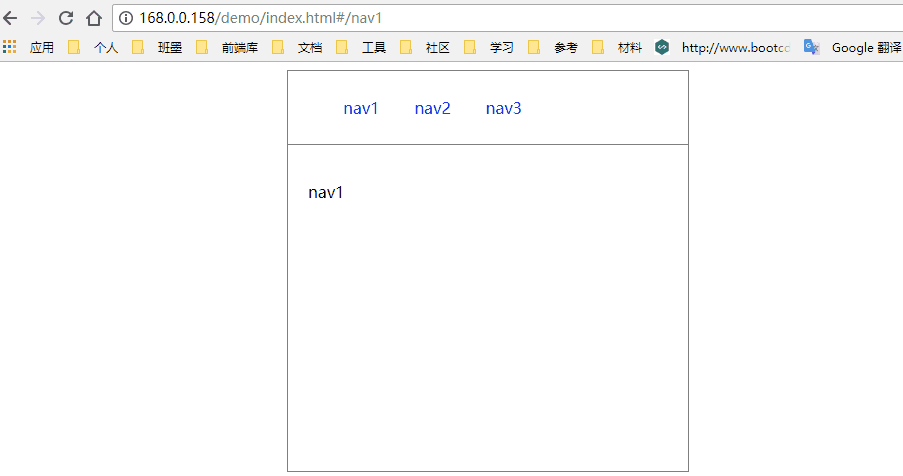 168.0.0.158/demo/index.html#/nav1
应用 个人 班墨 前端库 文档 工具 社区 学习 参考 材料 http://www.bootcd Google 翻译
nav1 nav2 nav3
nav1